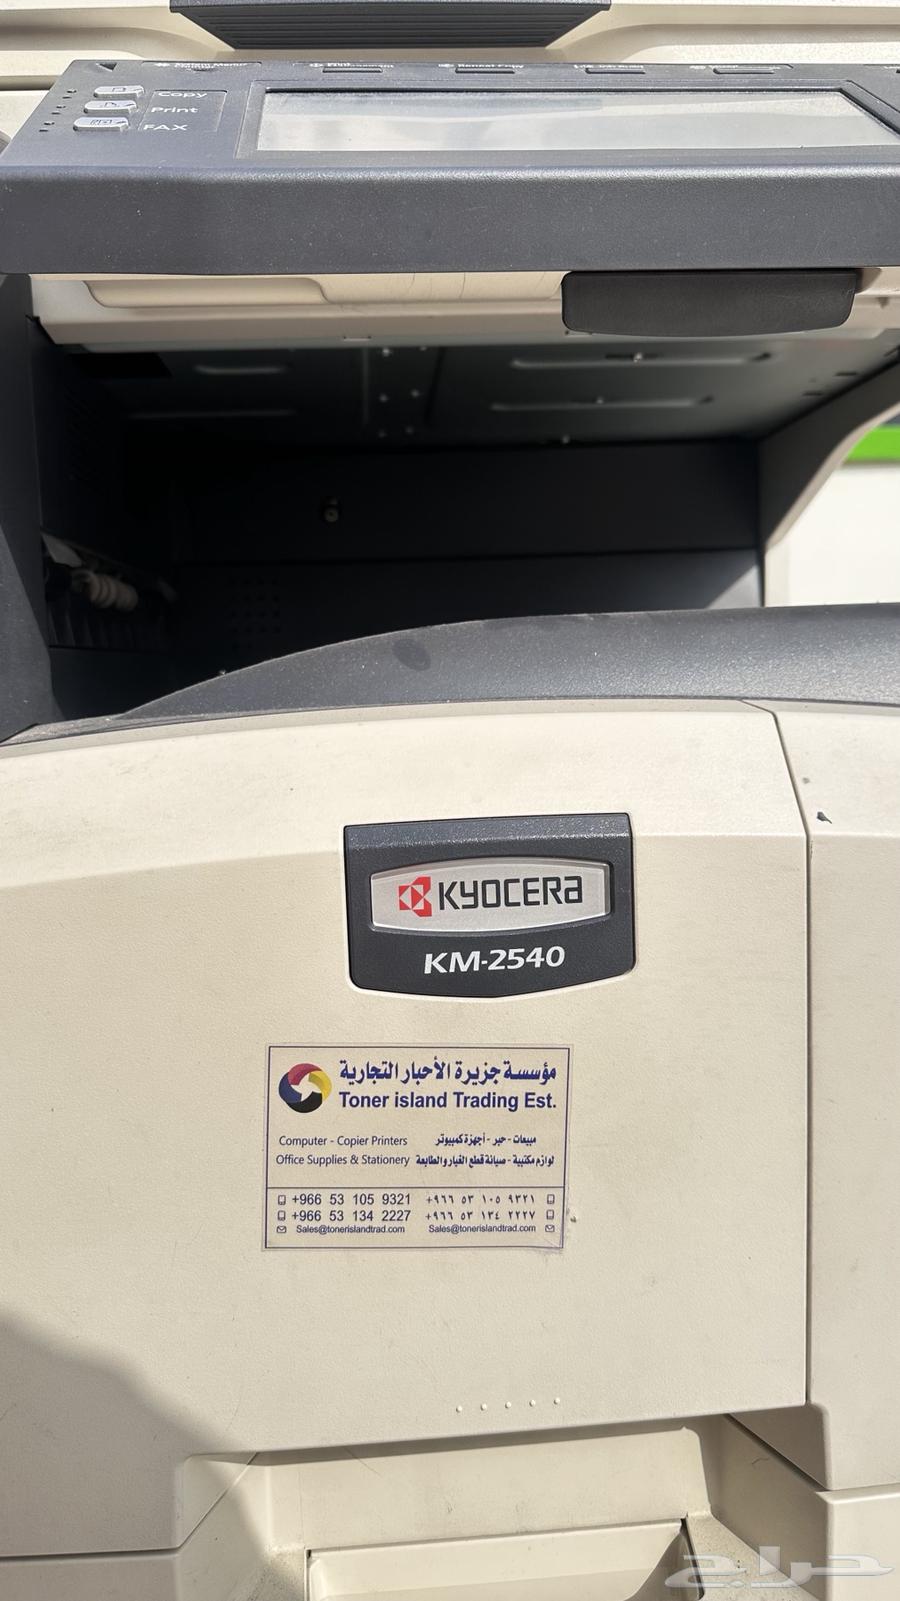 Copy
Print
FAX
KYOCERA
KM-2540
مؤسسة جزيرة الأحبار التجارية
Toner island Trading Est.
Computer - Copier Printers مبيعات - حبر - أجهزة كمبيوتر
Office Supplies & Stationery لوازم مكتبية - صيانة قطع الغيار والطابعة
+966 53 105 9321 +٩٦٦ ٥٣ ١٠٥ ٩٣٢١
+966 53 134 2227 +٩٦٦ ٥٣ ١٣٤ ٢٢٢٧
Sales@tonerislandtrad.com Sales@tonerislandtrad.com
حراج